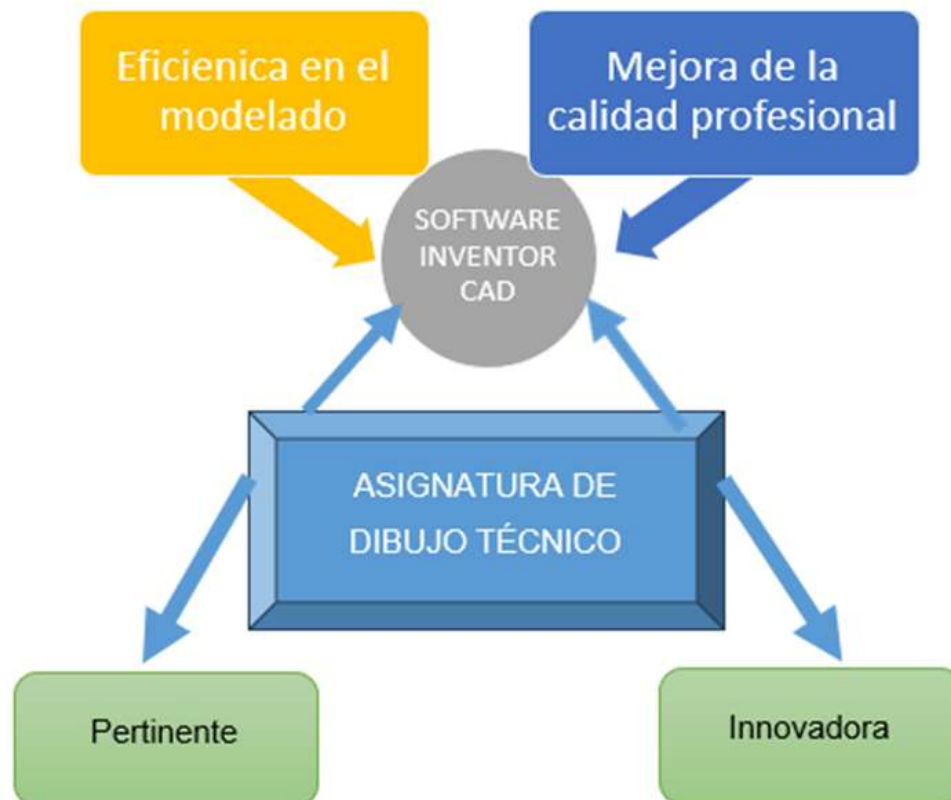 Eficienica en el
modelado
Mejora de la
calidad profesional
SOFTWARE
INVENTOR
CAD
ASIGNATURA DE
DIBUJO TÉCNICO
Pertinente
Innovadora